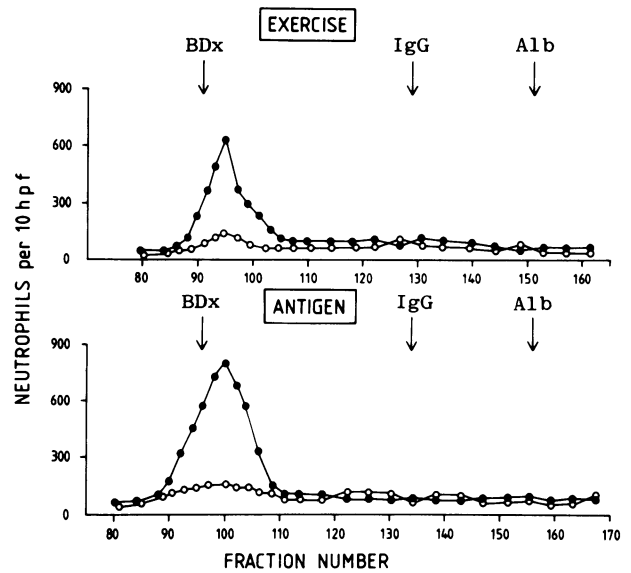 EXERCISE
BDx IgG Alb
900
600
300
0
80 90 100 110 120 130 140 150 160
NEUTROPHILS per 10 hpf
BDx ANTIGEN IgG Alb
900
600
300
0
80 90 100 110 120 130 140 150 160 170
FRACTION NUMBER